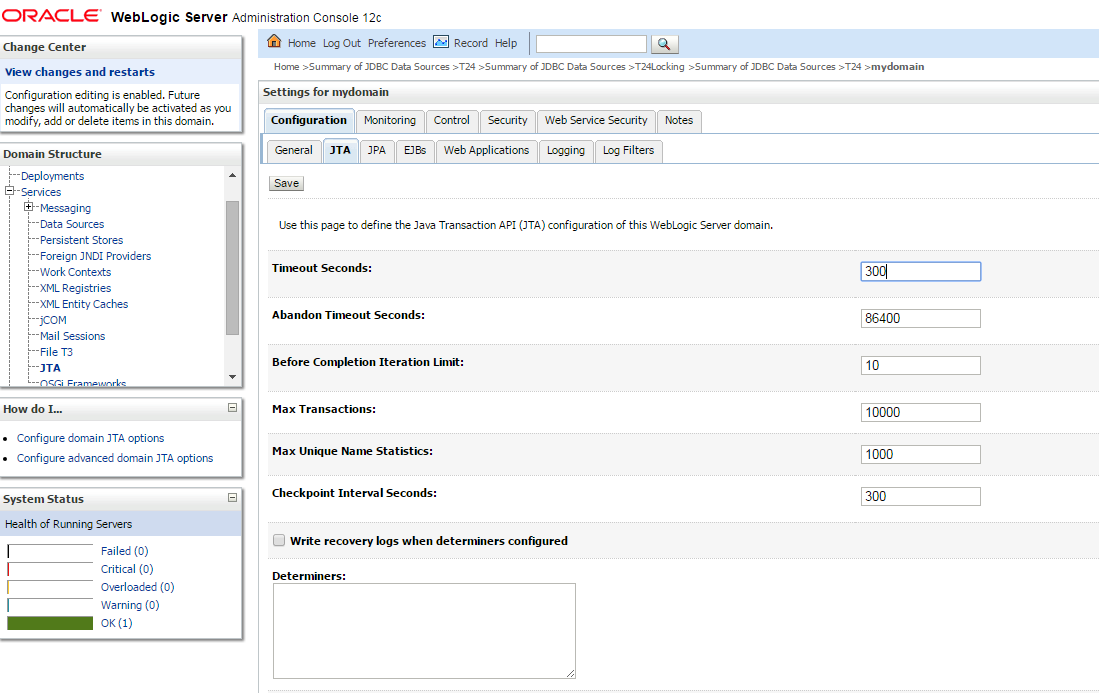 ORACLE WebLogic Server Administration Console 12c
Change Center
View changes and restarts
Configuration editing is enabled. Future
changes will automatically be activated as you
modify, add or delete items in this domain.
Domain Structure
Deployments
Services
Messaging
Data Sources
Persistent Stores
Foreign JNDI Providers
Work Contexts
XML Registries
XML Entity Caches
jCOM
Mail Sessions
File T3
JTA
OSGi Frameworks
How do I...
Configure domain JTA options
Configure advanced domain JTA options
System Status
Health of Running Servers
Failed (0)
Critical (0)
Overloaded (0)
Warning (0)
OK (1)
Home Log Out Preferences Record Help
Home >Summary of JDBC Data Sources >T24 >Summary of JDBC Data Sources >T24Locking >Summary of JDBC Data Sources >T24 >mydomain
Settings for mydomain
Configuration Monitoring Control Security Web Service Security Notes
General JTA JPA EJBs Web Applications Logging Log Filters
Save
Use this page to define the Java Transaction API (JTA) configuration of this WebLogic Server domain.
Timeout Seconds: 300
Abandon Timeout Seconds: 86400
Before Completion Iteration Limit: 10
Max Transactions: 10000
Max Unique Name Statistics: 1000
Checkpoint Interval Seconds: 300
Write recovery logs when determiners configured
Determiners: